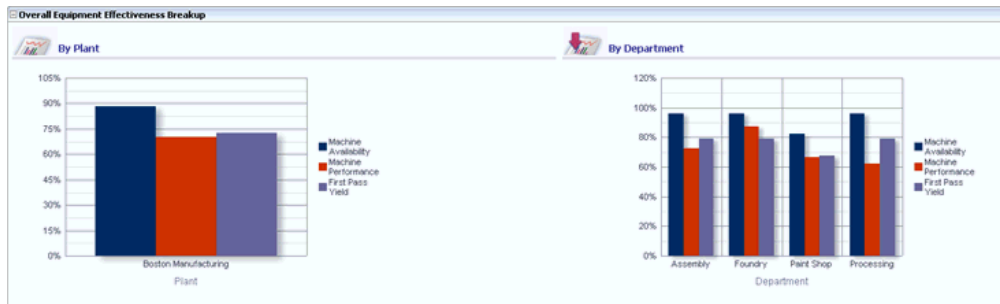 Overall Equipment Effectiveness Breakup
By Plant
105%
90%
75%
60%
45%
30%
15%
0%
Boston Manufacturing
Plant
Machine
Availability
Machine
Performance
First Pass
Yield
By Department
120%
100%
80%
60%
40%
20%
0%
Assembly Foundry Paint Shop Processing
Department
Machine
Availability
Machine
Performance
First Pass
Yield